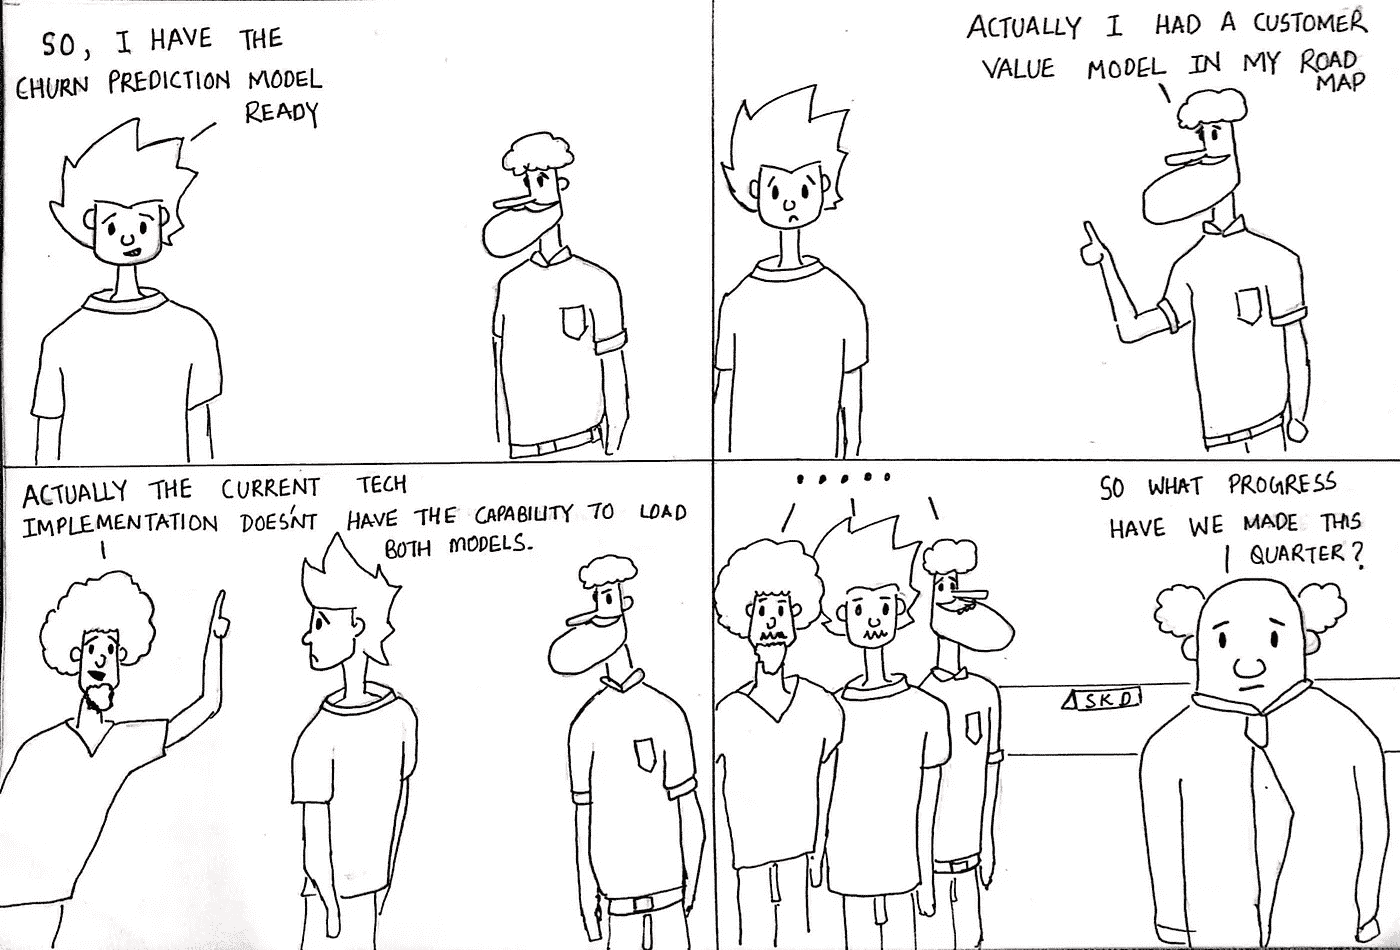 SO, I HAVE THE
CHURN PREDICTION MODEL
READY
ACTUALLY I HAD A CUSTOMER
VALUE MODEL IN MY ROAD
MAP
ACTUALLY THE CURRENT TECH
IMPLEMENTATION DOESN'T HAVE THE CAPABILITY TO LOAD
BOTH MODELS.
.....
SO WHAT PROGRESS
HAVE WE MADE THIS
QUARTER?
ASKD